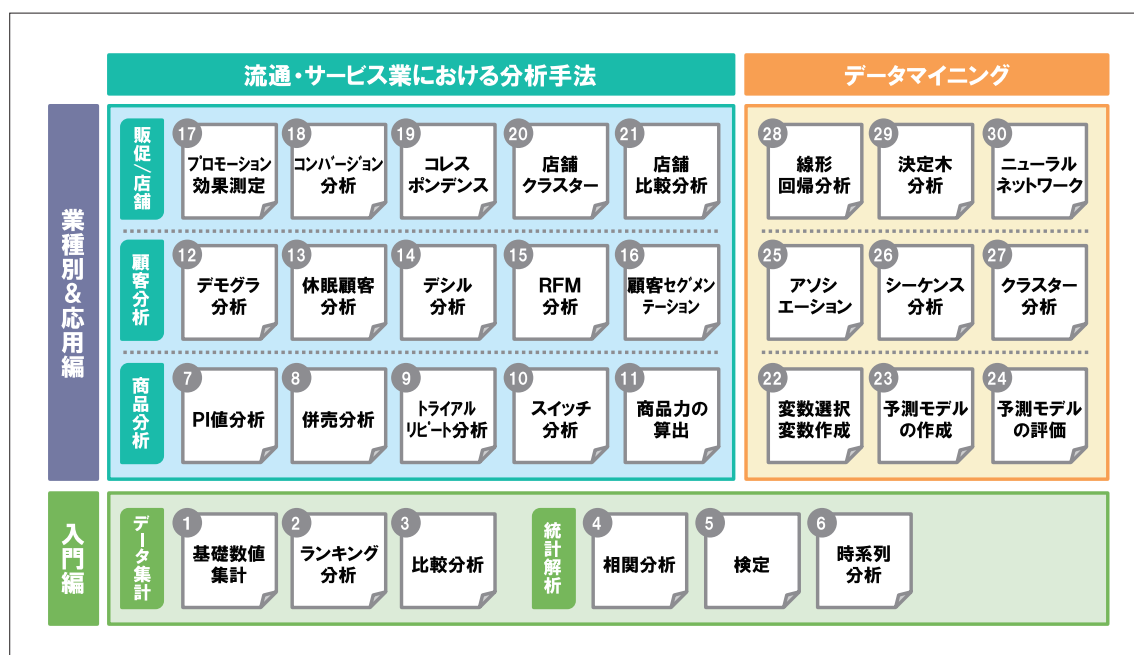 流通・サービス業における分析手法
データマイニング
業種別&応用編
販促/店舗
17
プロモーション
効果測定
18
コンバージョン
分析
19
コレス
ポンデンス
20
店舗
クラスター
21
店舗
比較分析
28
線形
回帰分析
29
決定木
分析
30
ニューラル
ネットワーク
顧客分析
12
デモグラ
分析
13
休眠顧客
分析
14
デシル
分析
15
RFM
分析
16
顧客セグメン
テーション
25
アソシ
エーション
26
シーケンス
分析
27
クラスター
分析
商品分析
7
PI値分析
8
併売分析
9
トライアル
リピート分析
10
スイッチ
分析
11
商品力の
算出
22
変数選択
変数作成
23
予測モデル
の作成
24
予測モデル
の評価
入門編
データ集計
1
基礎数値
集計
2
ランキング
分析
3
比較分析
統計解析
4
相関分析
5
検定
6
時系列
分析